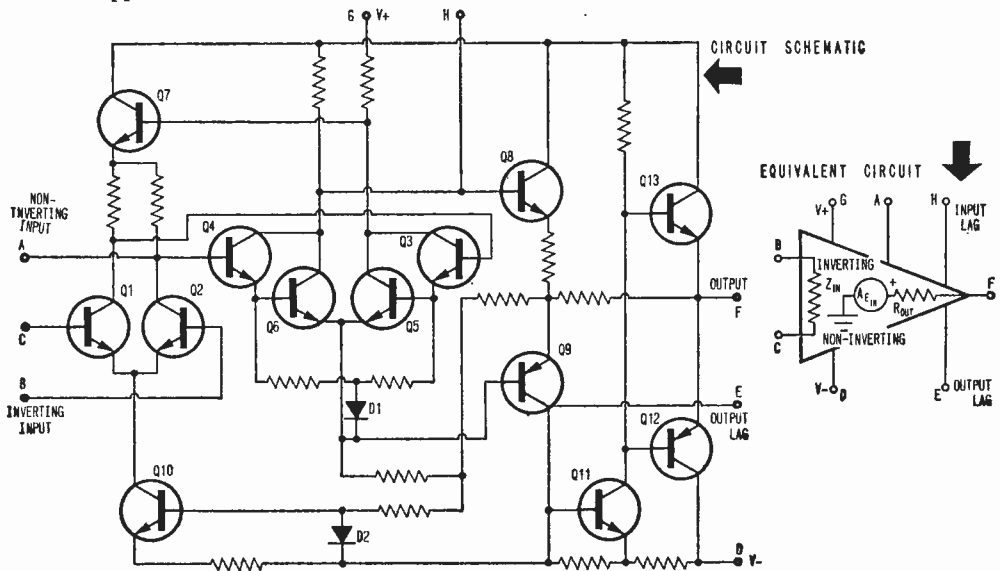 G V+ H
CIRCUIT SCHEMATIC
Q7
Q8
Q13
EQUIVALENT CIRCUIT
NON-
INVERTING
INPUT
A
Q4
Q3
V+ G A H
INPUT
LAG
B
INVERTING
Q1 Q2
Z IN
A E IN
+
R OUT
F
OUTPUT
F
Q6 Q5
C
C
NON-INVERTING
Q9
B
INVERTING
INPUT
D1
E
OUTPUT
LAG
V- D
E OUTPUT
LAG
Q12
Q10
Q11
D2
D
V-